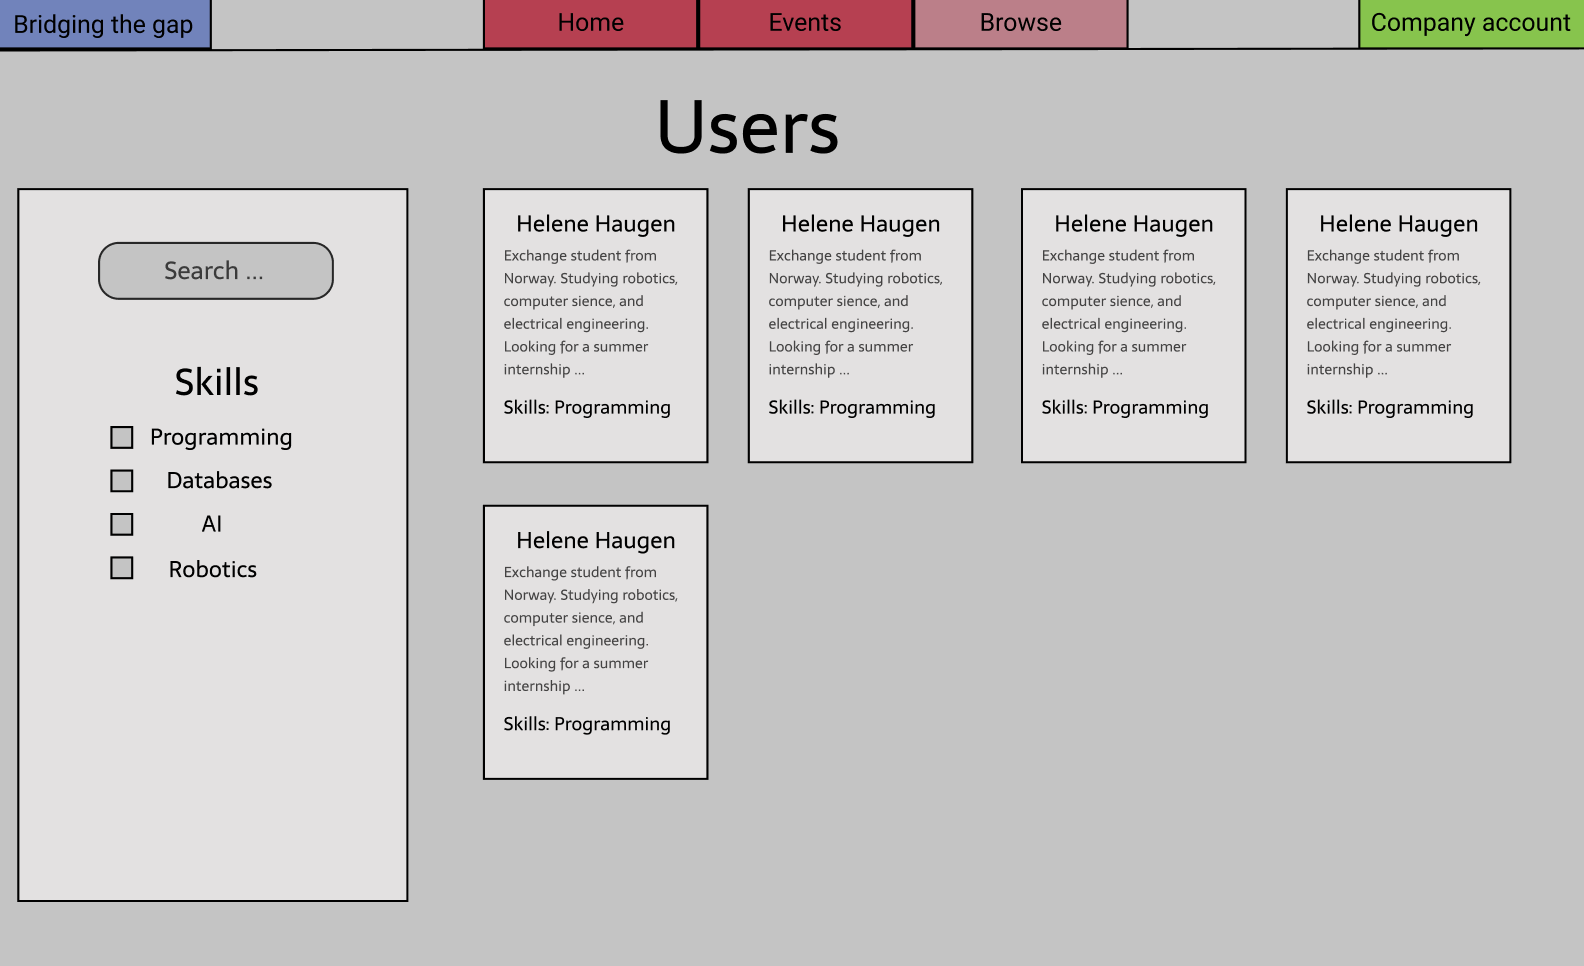 Bridging the gap
Home
Events
Browse
Company account
Users
Search ...
Skills
Programming
Databases
AI
Robotics
Helene Haugen
Exchange student from
Norway. Studying robotics,
computer sience, and
electrical engineering.
Looking for a summer
internship ...
Skills: Programming
Helene Haugen
Exchange student from
Norway. Studying robotics,
computer sience, and
electrical engineering.
Looking for a summer
internship ...
Skills: Programming
Helene Haugen
Exchange student from
Norway. Studying robotics,
computer sience, and
electrical engineering.
Looking for a summer
internship ...
Skills: Programming
Helene Haugen
Exchange student from
Norway. Studying robotics,
computer sience, and
electrical engineering.
Looking for a summer
internship ...
Skills: Programming
Helene Haugen
Exchange student from
Norway. Studying robotics,
computer sience, and
electrical engineering.
Looking for a summer
internship ...
Skills: Programming